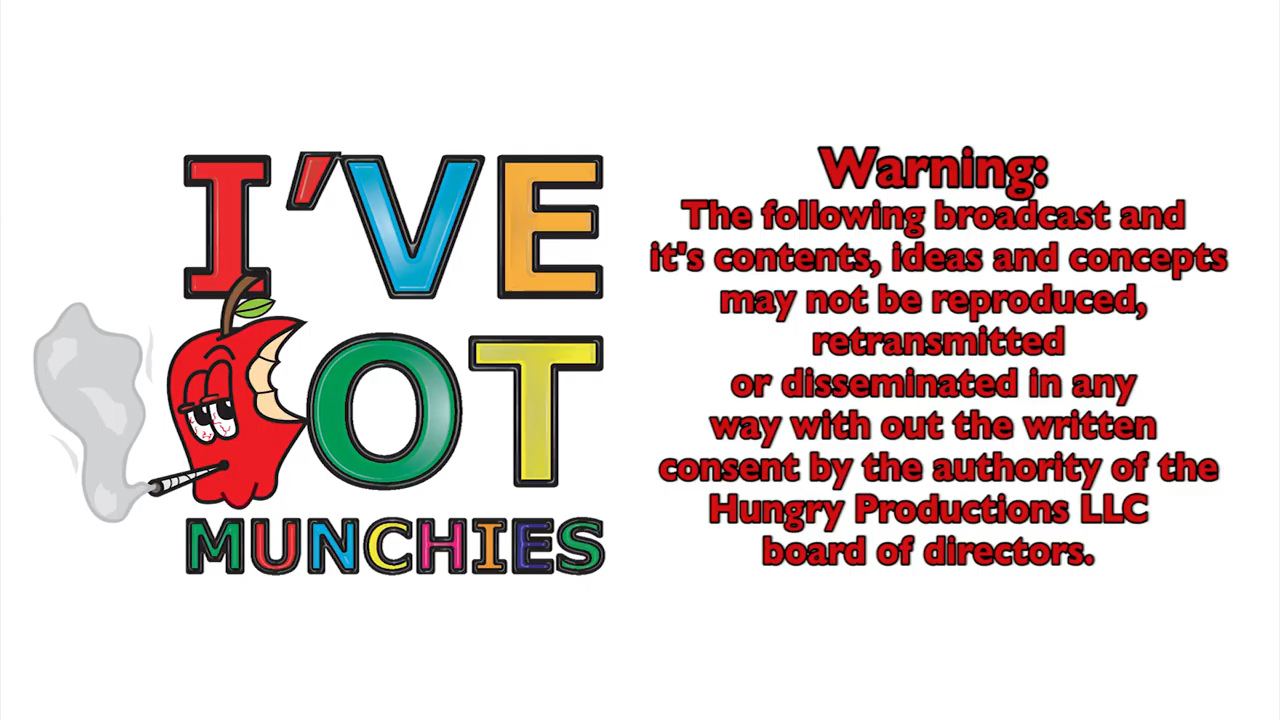 I'VE
OT
MUNCHIES
Warning:
The following broadcast and
it's contents, ideas and concepts
may not be reproduced,
retransmitted
or disseminated in any
way with out the written
consent by the authority of the
Hungry Productions LLC
board of directors.